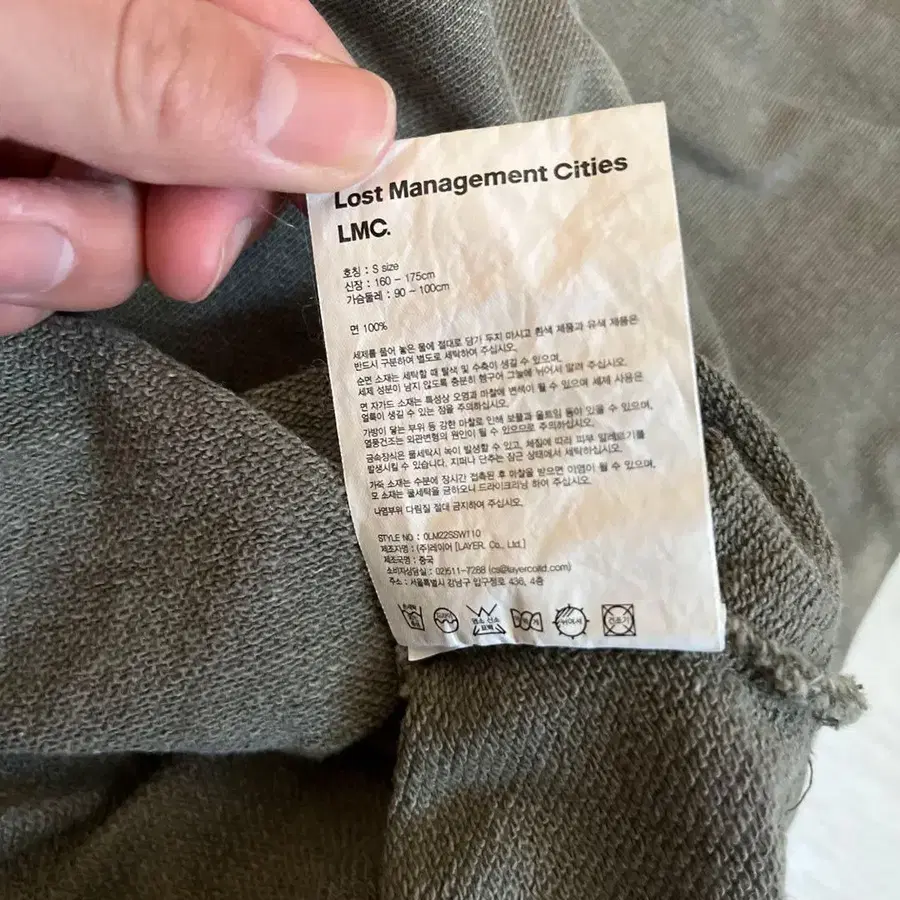 Lost Management Cities
LMC.
호칭 : S size
신장 : 160 ~ 175cm
가슴둘레 : 90 ~ 100cm
면 100%
세제를 풀어 놓은 물에 절대로 담가 두지 마시고 흰색 제품과 유색 제품은
반드시 구분하여 별도로 세탁하여 주십시오.
순면 소재는 세탁할 때 탈색 및 수축이 생길 수 있으며,
세제 성분이 남지 않도록 충분히 헹구어 그늘에 뉘어서 말려 주십시오.
면 자가드 소재는 특성상 오염과 마찰에 변색이 될 수 있으며 세제 사용은
얼룩이 생길 수 있는 점을 주의하십시오.
가방이 닿는 부위 등 강한 마찰로 인해 보풀과 올트임 등이 있을 수 있으며,
열풍건조는 외관변형의 원인이 될 수 있으므로 주의하십시오.
금속장식은 물세탁시 녹이 발생할 수 있고, 체질에 따라 피부 알레르기를
발생시킬 수 있습니다. 지퍼나 단추는 잠근 상태에서 세탁하십시오.
가죽 소재는 수분에 장시간 접촉된 후 마찰을 받으면 이염이 될 수 있으며
모 소재는 물세탁을 금하오니 드라이크리닝 하여 주십시오.
나염부위 다림질 절대 금지하여 주십시오.
STYLE NO : 0LM22SSW110
제조자명 : (주)레이어 [LAYER. Co., Ltd.]
제조국명 : 중국
소비자상담실 : 02)511-7288 (cs@layercoltd.com)
주소 : 서울특별시 강남구 압구정로 436, 4층
염소 산소 표백 뉘어서 건조기